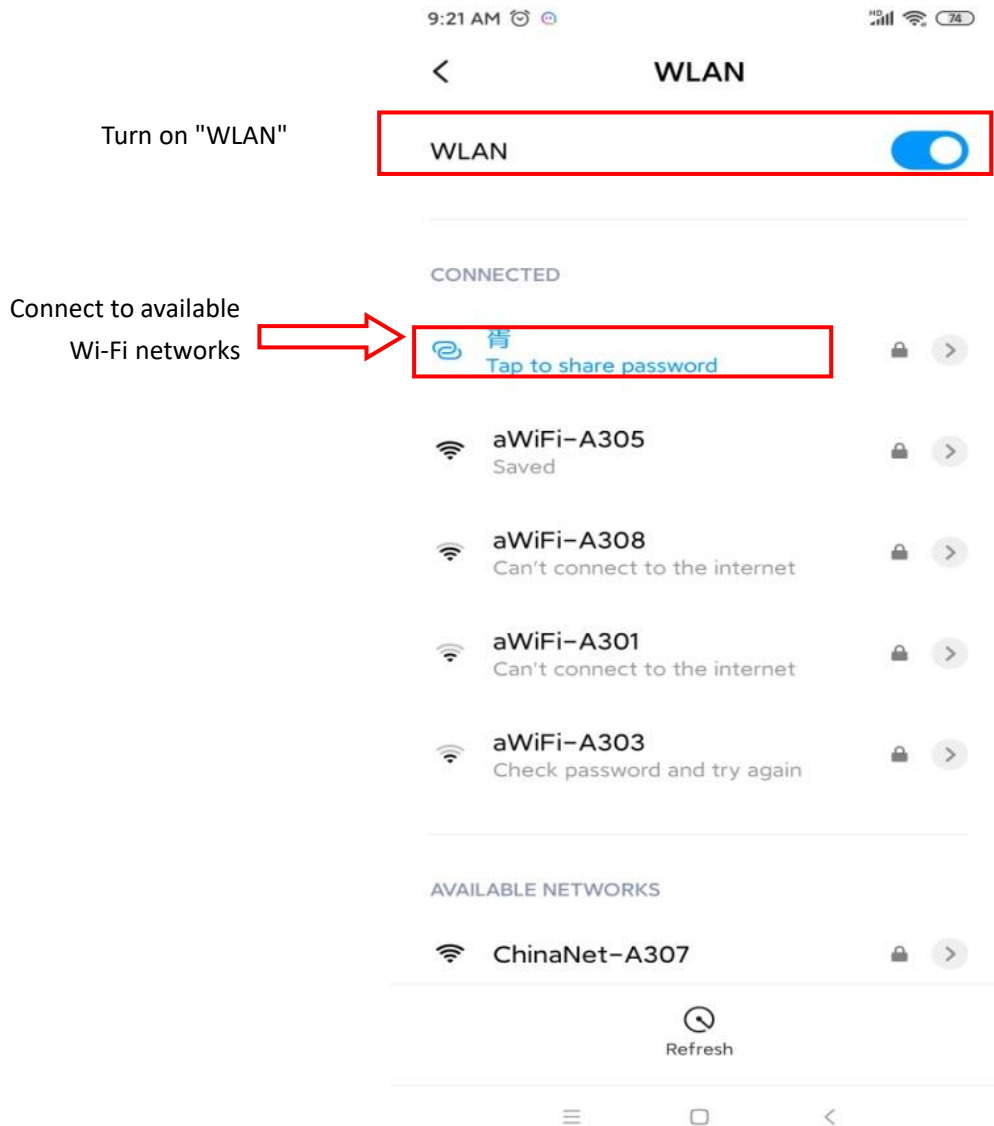 9:21 AM HD 74
WLAN
Turn on "WLAN"
WLAN
CONNECTED
Connect to available
Wi-Fi networks
胥
Tap to share password
aWiFi-A305
Saved
aWiFi-A308
Can't connect to the internet
aWiFi-A301
Can't connect to the internet
aWiFi-A303
Check password and try again
AVAILABLE NETWORKS
ChinaNet-A307
Refresh